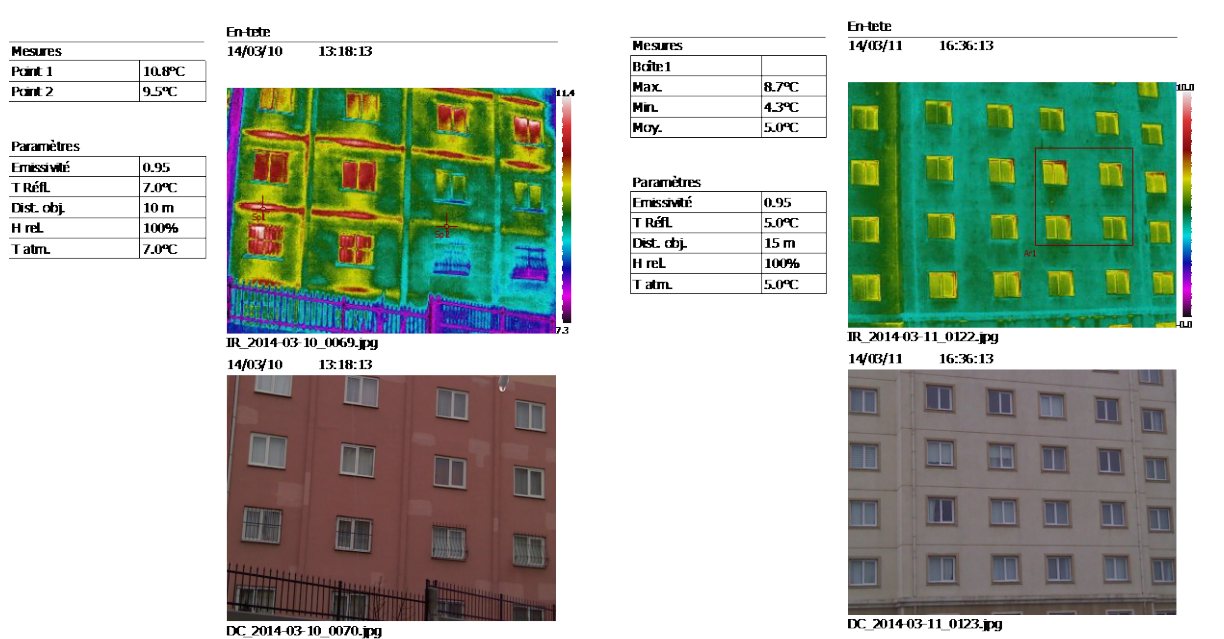 En-tete
14/03/10 13:18:13
Mesures
Point 1 10.8°C
Point 2 9.5°C
Paramètres
Emissivité 0.95
T Réfl. 7.0°C
Dist. obj. 10 m
H rel. 100%
T atm. 7.0°C
11.4
Sp1
Sp2
7.3
IR_2014-03-10_0069.jpg
14/03/10 13:18:13
DC_2014-03-10_0070.jpg
En-tete
14/03/11 16:36:13
Mesures
Boîte 1
Max. 8.7°C
Min. 4.3°C
Moy. 5.0°C
Paramètres
Emissivité 0.95
T Réfl. 5.0°C
Dist. obj. 15 m
H rel. 100%
T atm. 5.0°C
10.0
Ar1
-0.0
IR_2014-03-11_0122.jpg
14/03/11 16:36:13
DC_2014-03-11_0123.jpg